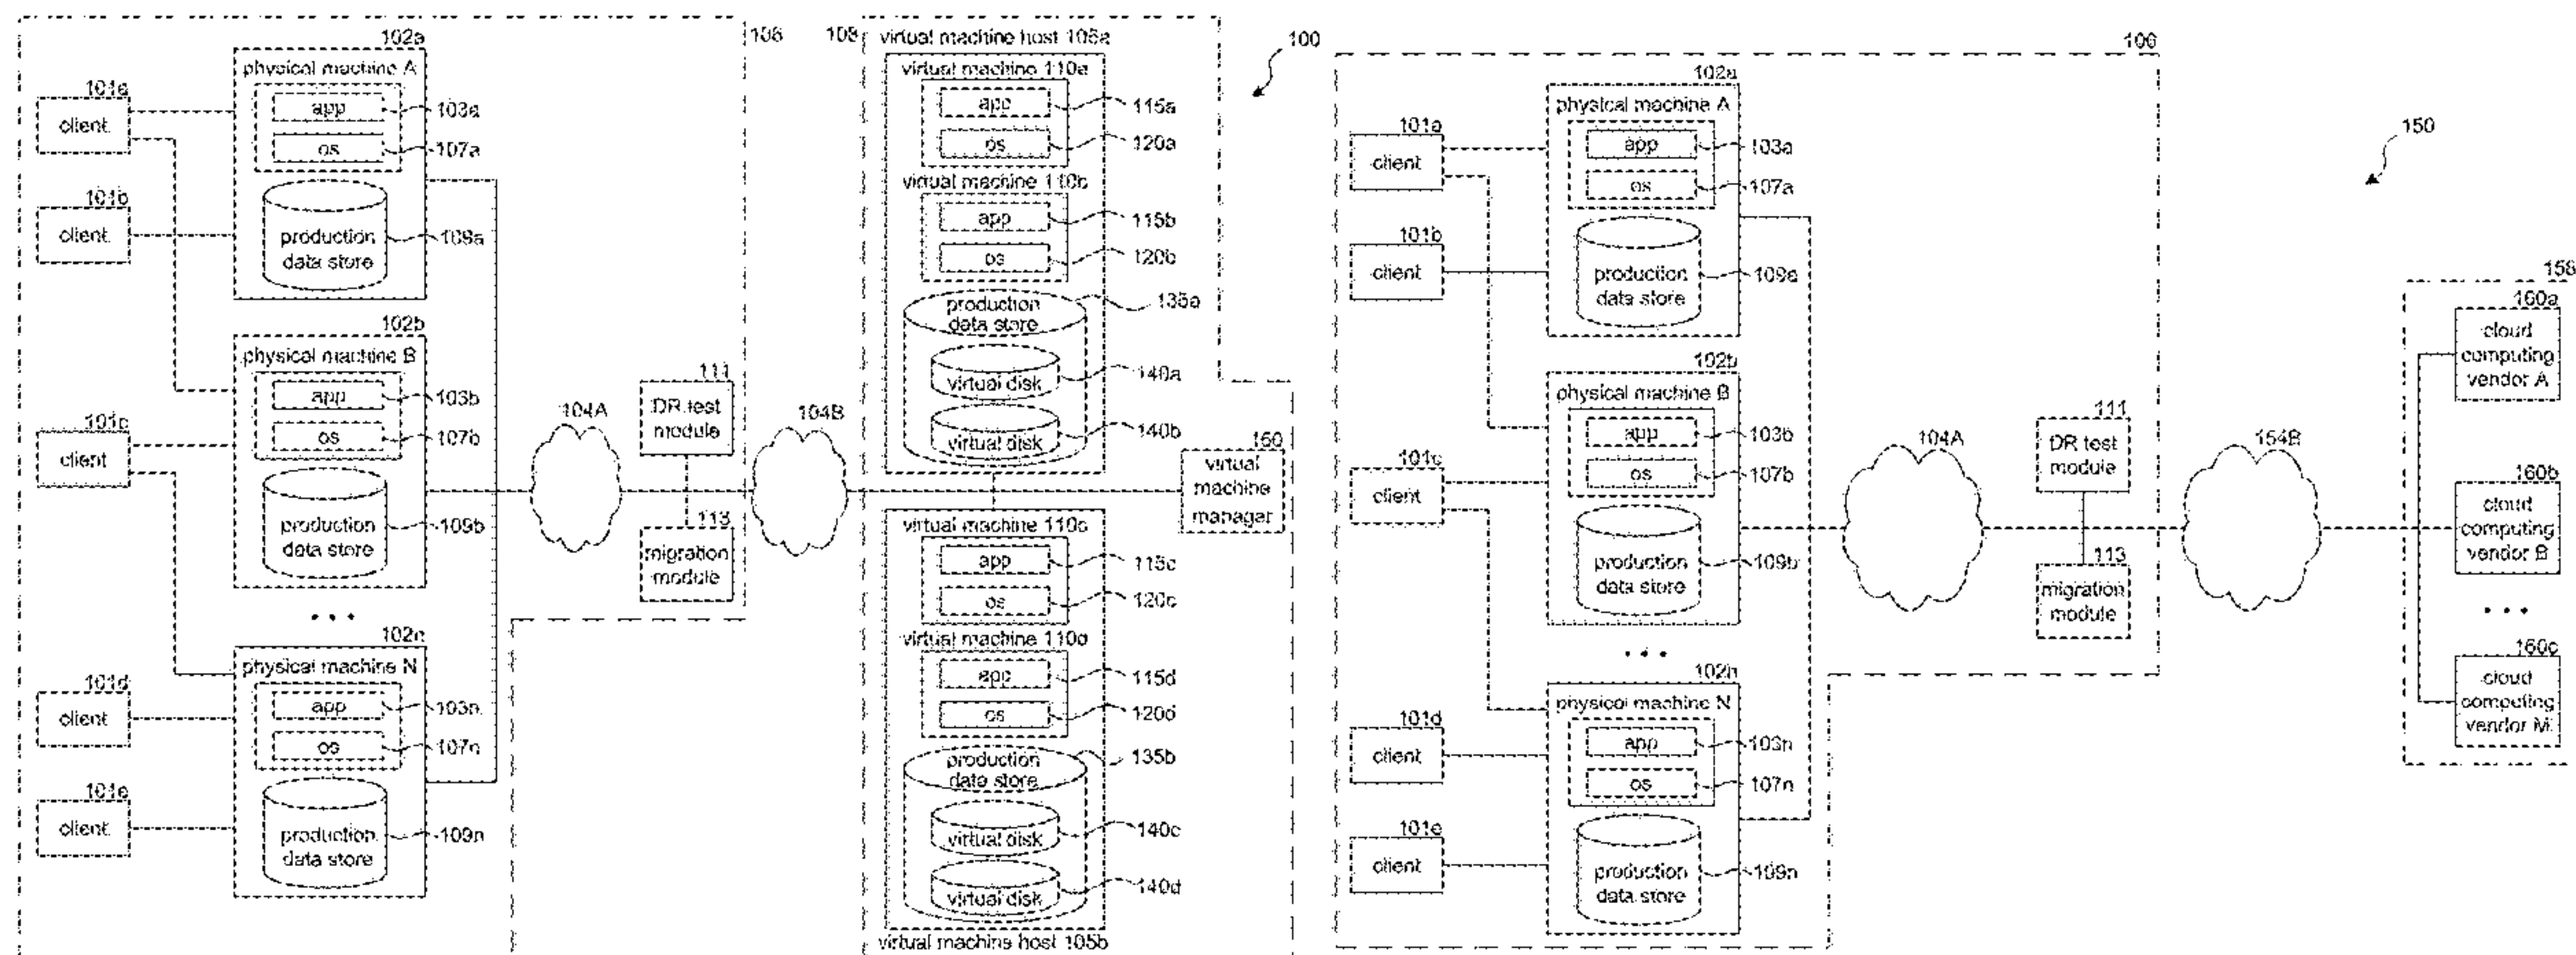 102a
physical machine A
101a
client
app
103a
os
107a
101b
client
production
data store
109a
102b
physical machine B
app
103b
101c
client
os
107b
production
data store
109b
102n
physical machine N
101d
client
app
103n
os
107n
101e
client
production
data store
109n
106
104A
111
DR test
module
113
migration
module
104B
108
virtual machine host 105a
virtual machine 110a
app
115a
os
120a
virtual machine 110b
app
115b
os
120b
production
data store
135a
virtual disk
140a
virtual disk
140b
160
virtual
machine
manager
virtual machine 110c
app
115c
os
120c
virtual machine 110d
app
115d
os
120d
production
data store
135b
virtual disk
140c
virtual disk
140d
virtual machine host 105b
100
106
102a
physical machine A
101a
client
app
103a
os
107a
101b
client
production
data store
109a
102b
physical machine B
app
103b
101c
client
os
107b
production
data store
109b
• • •
102n
physical machine N
101d
client
app
103n
os
107n
101e
client
production
data store
109n
104A
111
DR test
module
113
migration
module
154B
150
158
160a
cloud
computing
vendor A
160b
cloud
computing
vendor B
• • •
160c
cloud
computing
vendor M